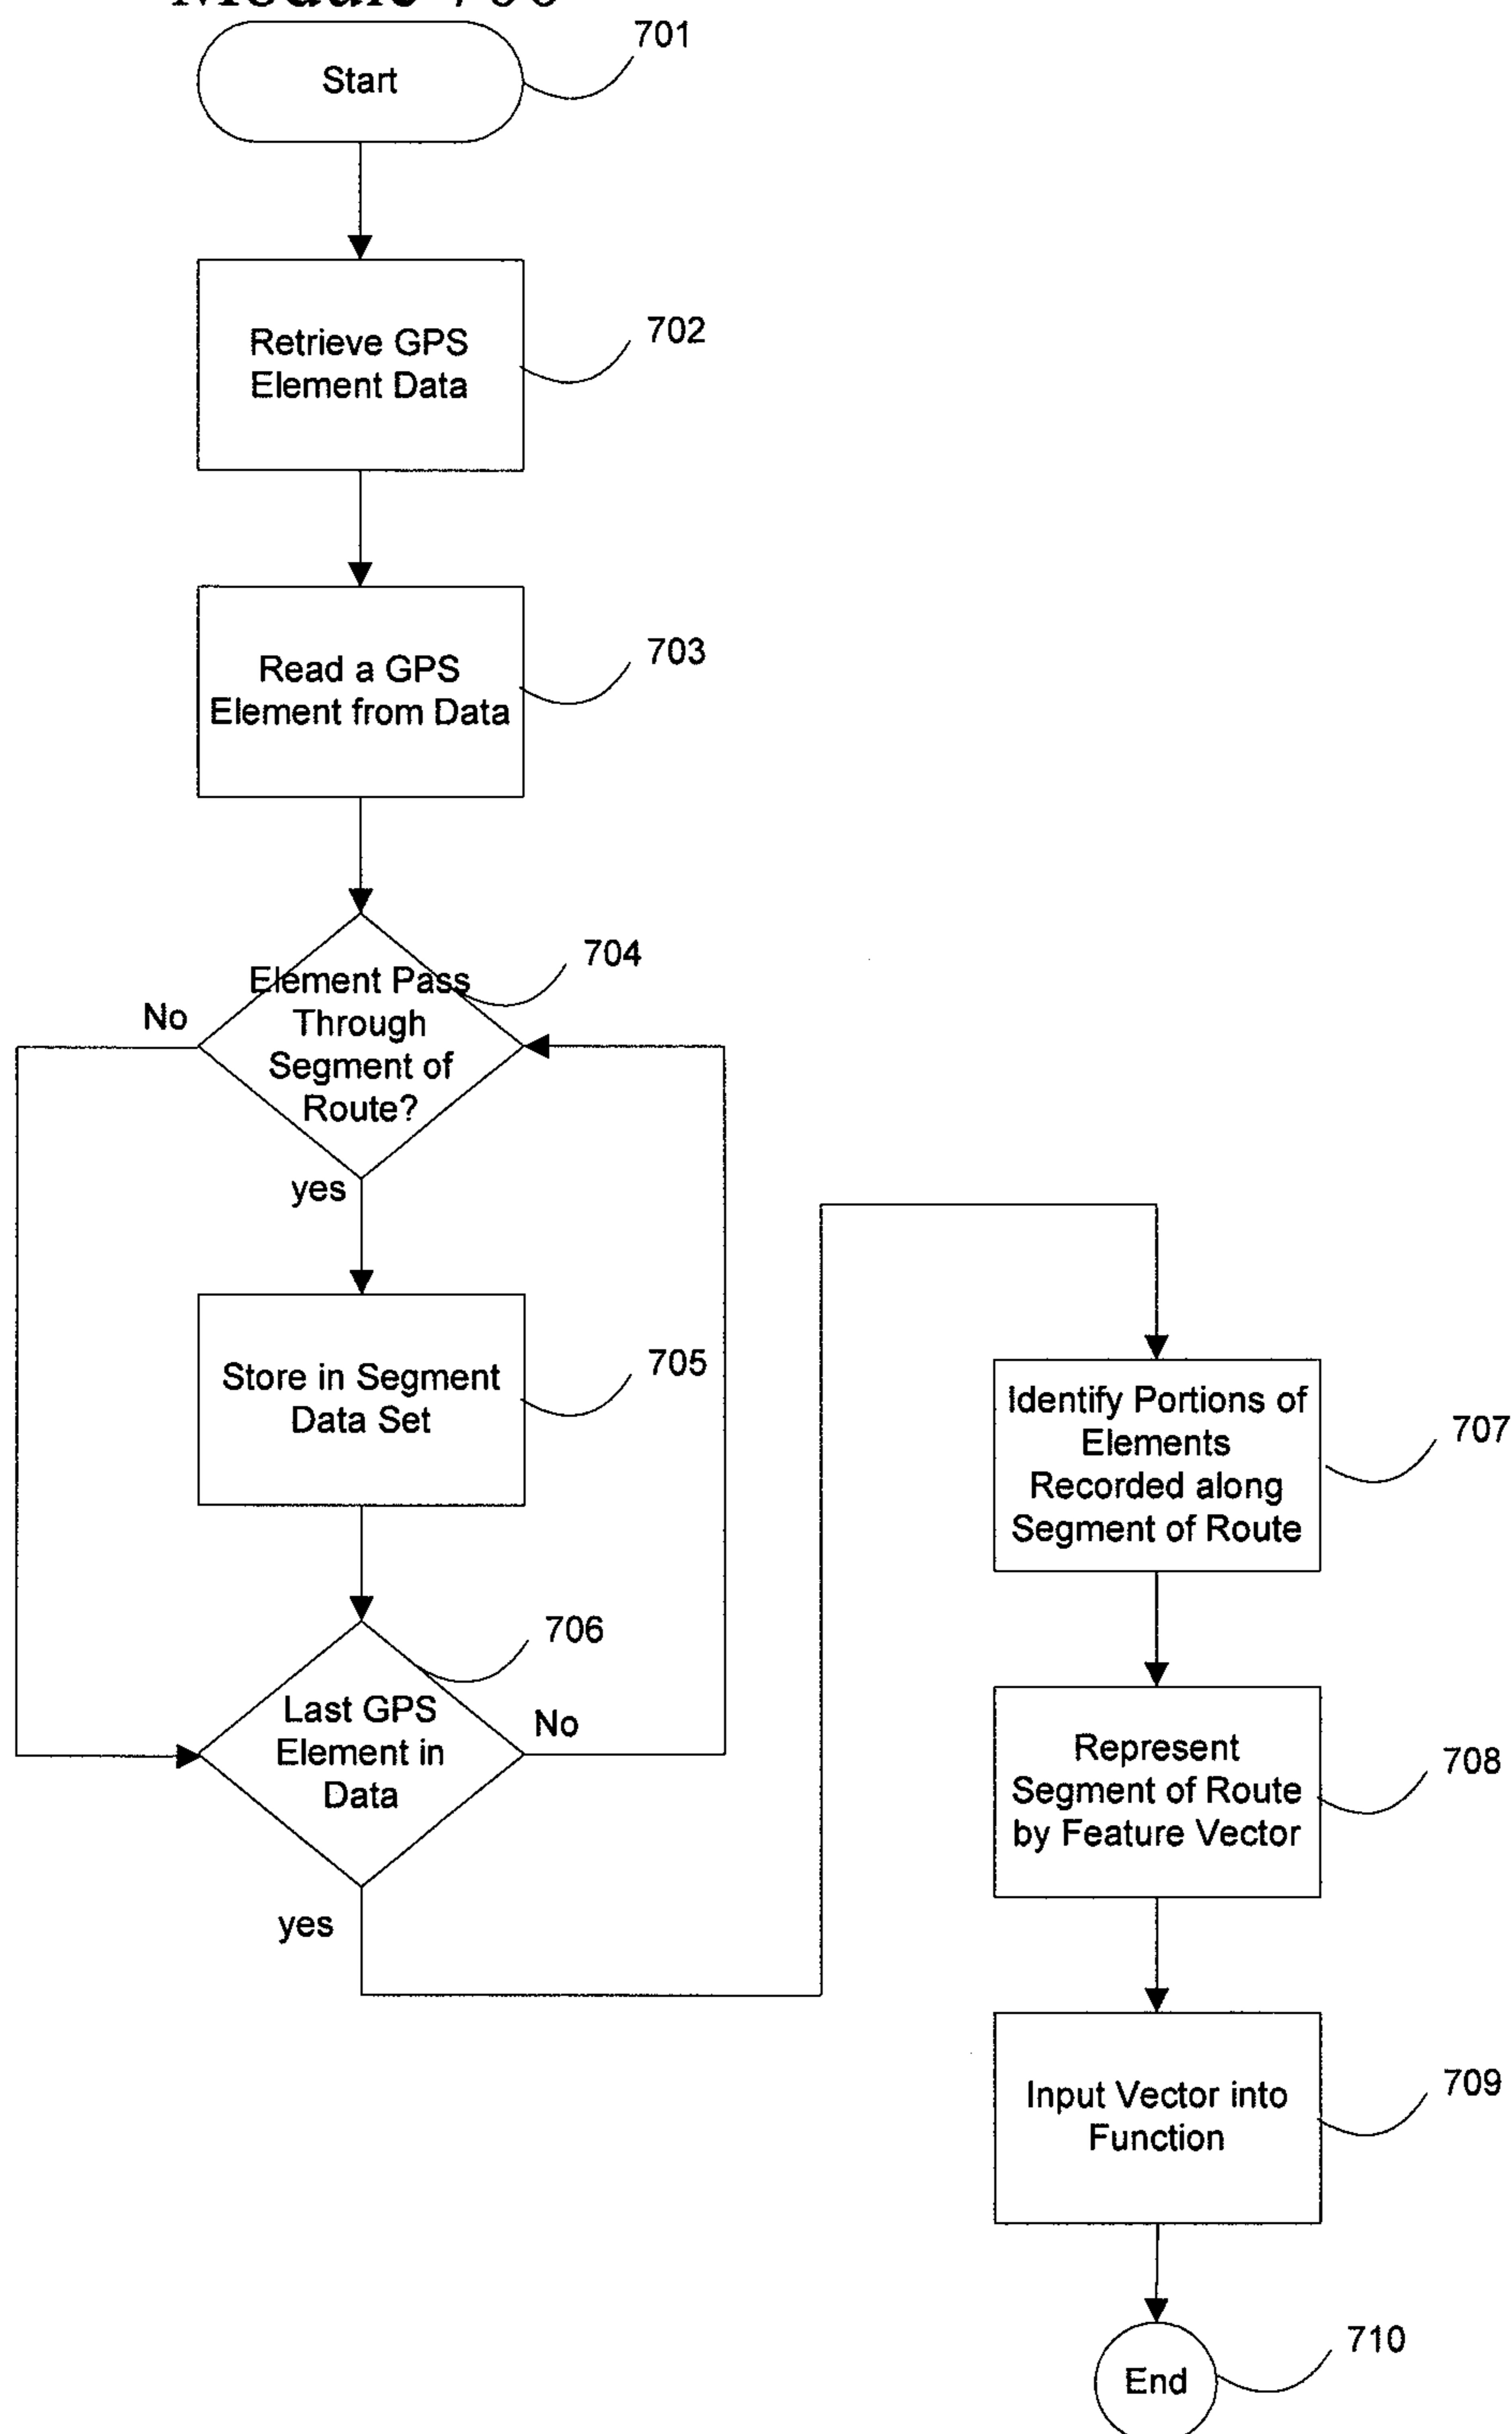 Module 700
Start
701
Retrieve GPS
Element Data
702
Read a GPS
Element from Data
703
Element Pass
Through
Segment of
Route?
704
No
yes
Store in Segment
Data Set
705
Last GPS
Element in
Data
706
No
yes
Identify Portions of
Elements
Recorded along
Segment of Route
707
Represent
Segment of Route
by Feature Vector
708
Input Vector into
Function
709
End
710